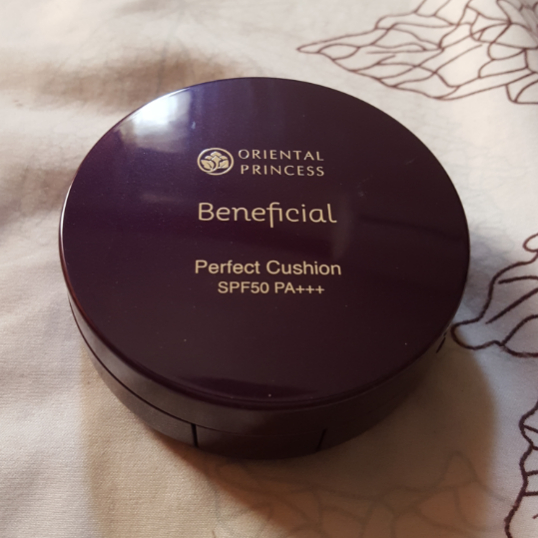 ORIENTAL
PRINCESS
Beneficial
Perfect Cushion
SPF50 PA+++